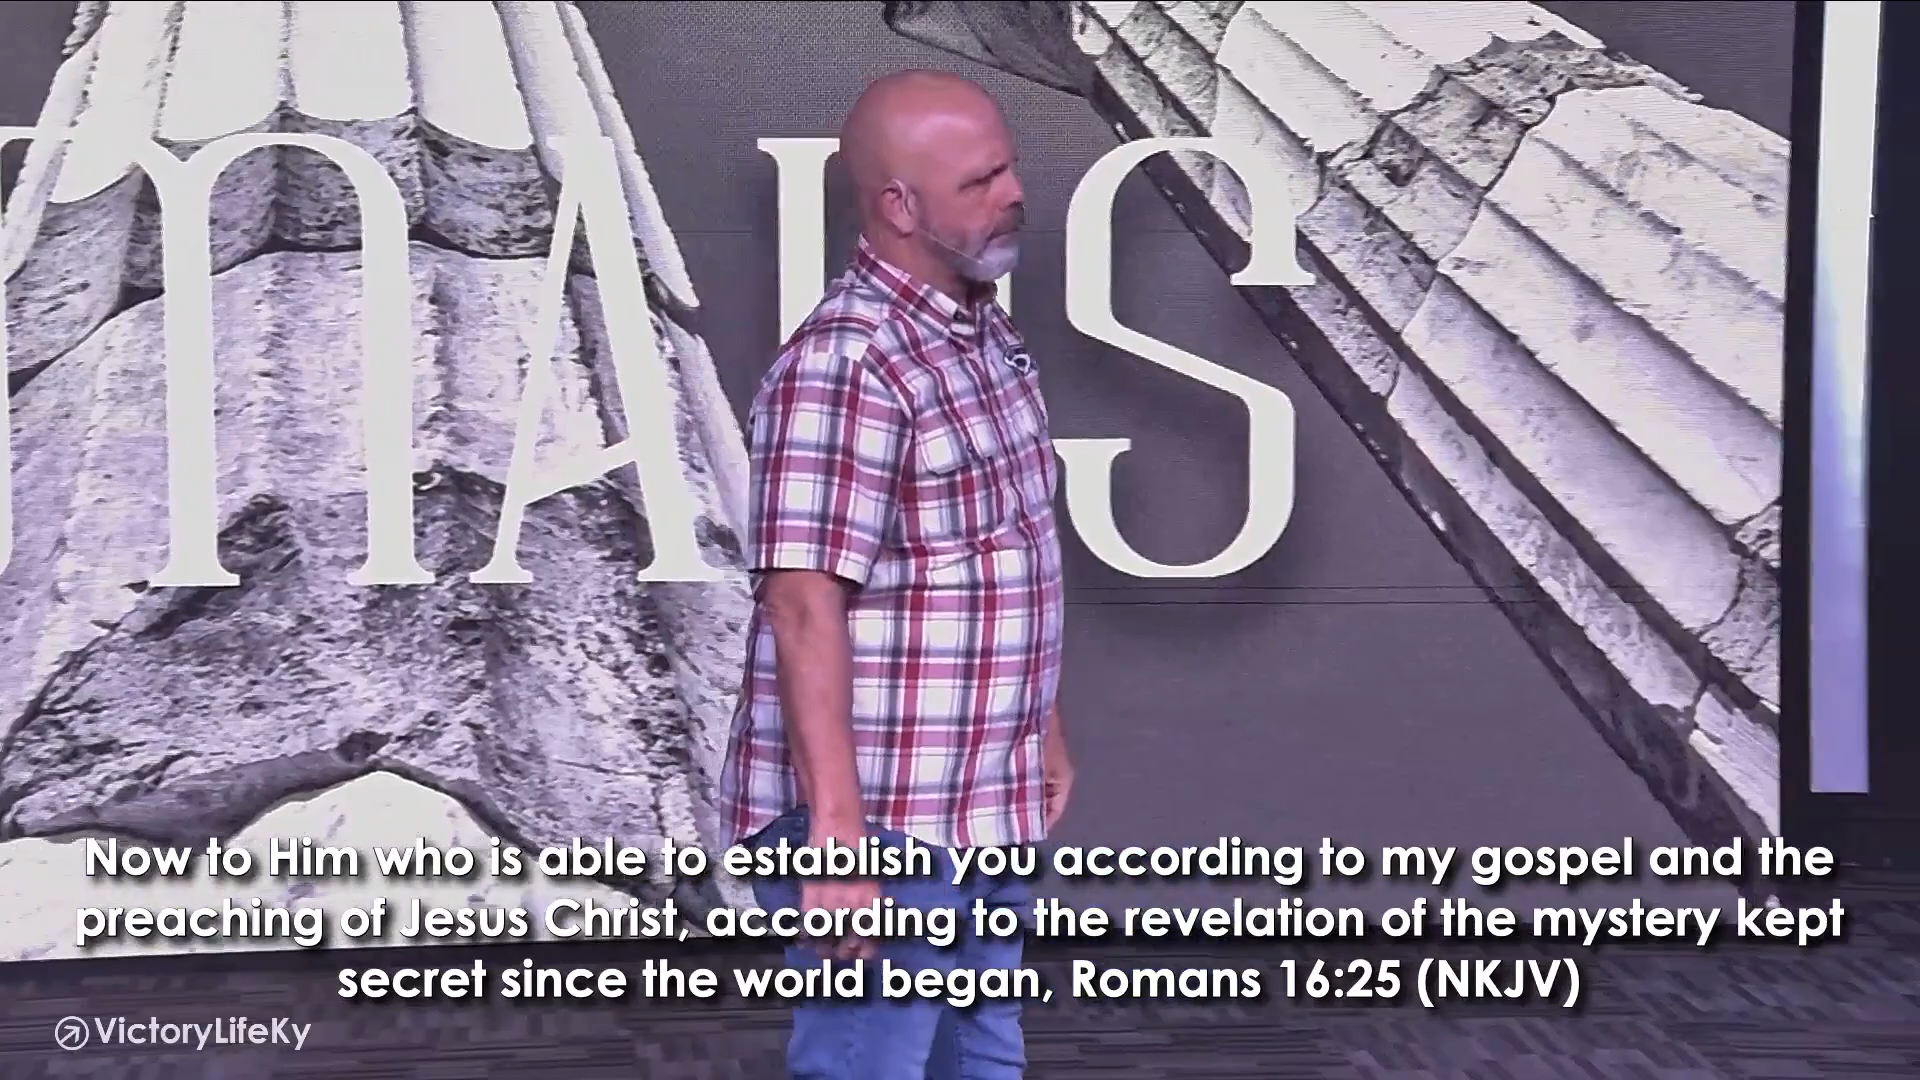 Now to Him who is able to establish you according to my gospel and the
preaching of Jesus Christ, according to the revelation of the mystery kept
secret since the world began, Romans 16:25 (NKJV)
VictoryLifeKy